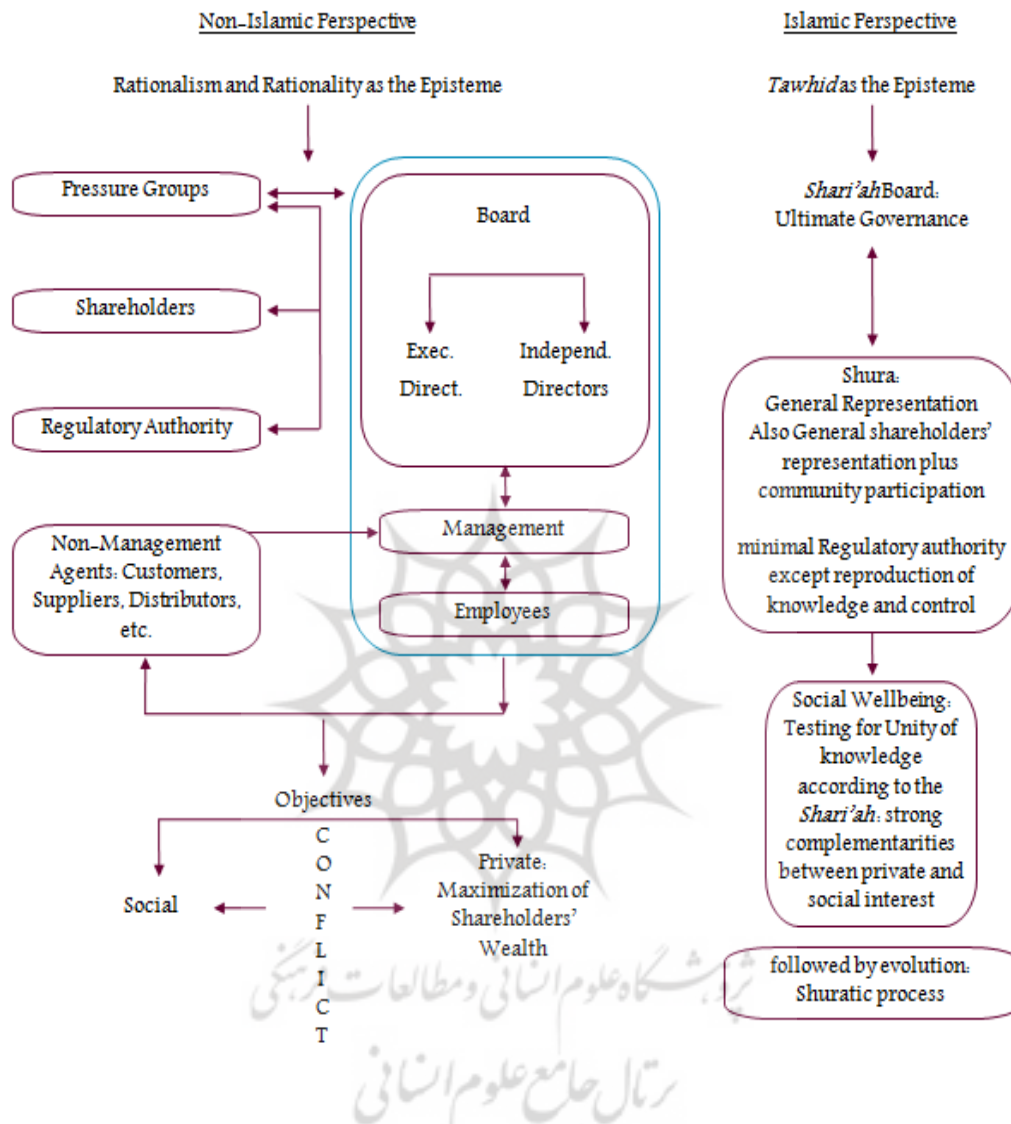 Non-Islamic Perspective
Rationalism and Rationality as the Episteme
Pressure Groups
Shareholders
Regulatory Authority
Board
Exec.
Direct.
Independ.
Directors
Management
Employees
Non-Management
Agents: Customers,
Suppliers, Distributors,
etc.
Objectives
Social
C
O
N
F
L
I
C
T
Private:
Maximization of
Shareholders'
Wealth
Islamic Perspective
Tawhid as the Episteme
Shari'ah Board:
Ultimate Governance
Shura:
General Representation
Also General shareholders'
representation plus
community participation
minimal Regulatory authority
except reproduction of
knowledge and control
Social Wellbeing:
Testing for Unity of
knowledge
according to the
Shari'ah: strong
complementarities
between private and
social interest
followed by evolution:
Shuratic process
پژوهشگاه علوم انسانی و مطالعات فرهنگی
پرتال جامع علوم انسانی